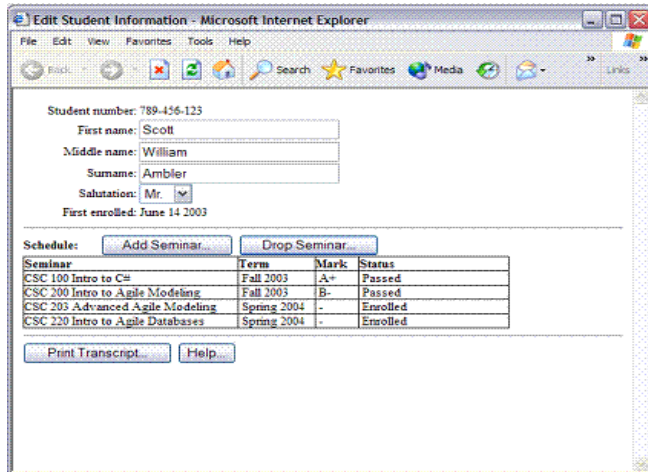 Edit Student Information - Microsoft Internet Explorer
File Edit View Favorites Tools Help
Back Search Favorites Media » Links »
Student number: 789-456-123
First name: Scott
Middle name: William
Surname: Ambler
Salutation: Mr.
First enrolled: June 14 2003
Schedule: Add Seminar... Drop Seminar...
Seminar Term Mark Status
CSC 100 Intro to C# Fall 2003 A+ Passed
CSC 200 Intro to Agile Modeling Fall 2003 B- Passed
CSC 203 Advanced Agile Modeling Spring 2004 - Enrolled
CSC 220 Intro to Agile Databases Spring 2004 - Enrolled
Print Transcript... Help...